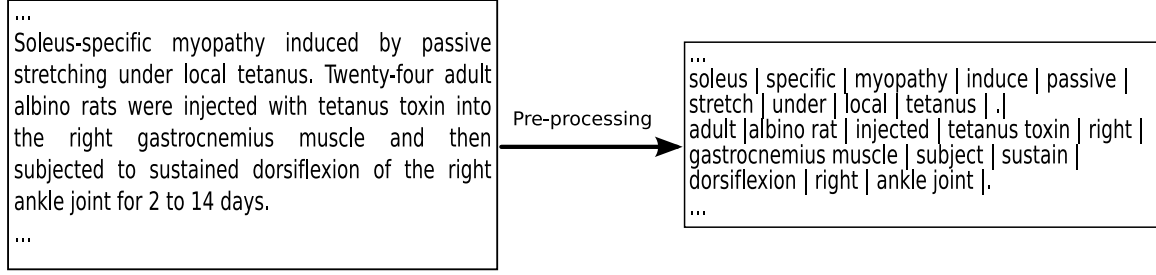 ...
Soleus-specific myopathy induced by passive
stretching under local tetanus. Twenty-four adult
albino rats were injected with tetanus toxin into
the right gastrocnemius muscle and then
subjected to sustained dorsiflexion of the right
ankle joint for 2 to 14 days.
...
Pre-processing
...
soleus | specific | myopathy | induce | passive |
stretch | under | local | tetanus | .|
adult |albino rat | injected | tetanus toxin | right |
gastrocnemius muscle | subject | sustain |
dorsiflexion | right | ankle joint |.
...